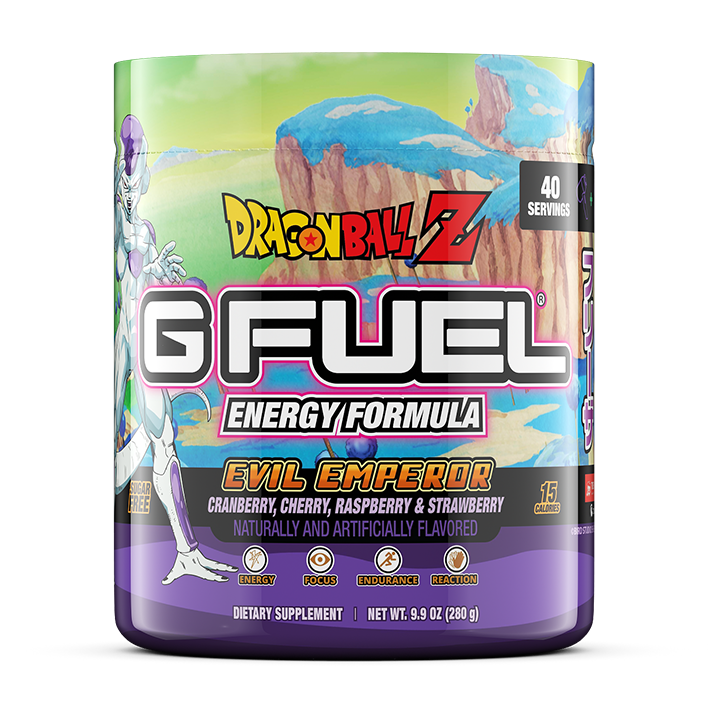 40
SERVINGS
DRAGON BALL Z
G FUEL®
ENERGY FORMULA
EVIL EMPEROR
CRANBERRY, CHERRY, RASPBERRY & STRAWBERRY
NATURALLY AND ARTIFICIALLY FLAVORED
SUGAR
FREE
15
CALORIES
ENERGY FOCUS ENDURANCE REACTION
DIETARY SUPPLEMENT | NET WT. 9.9 OZ (280 g)